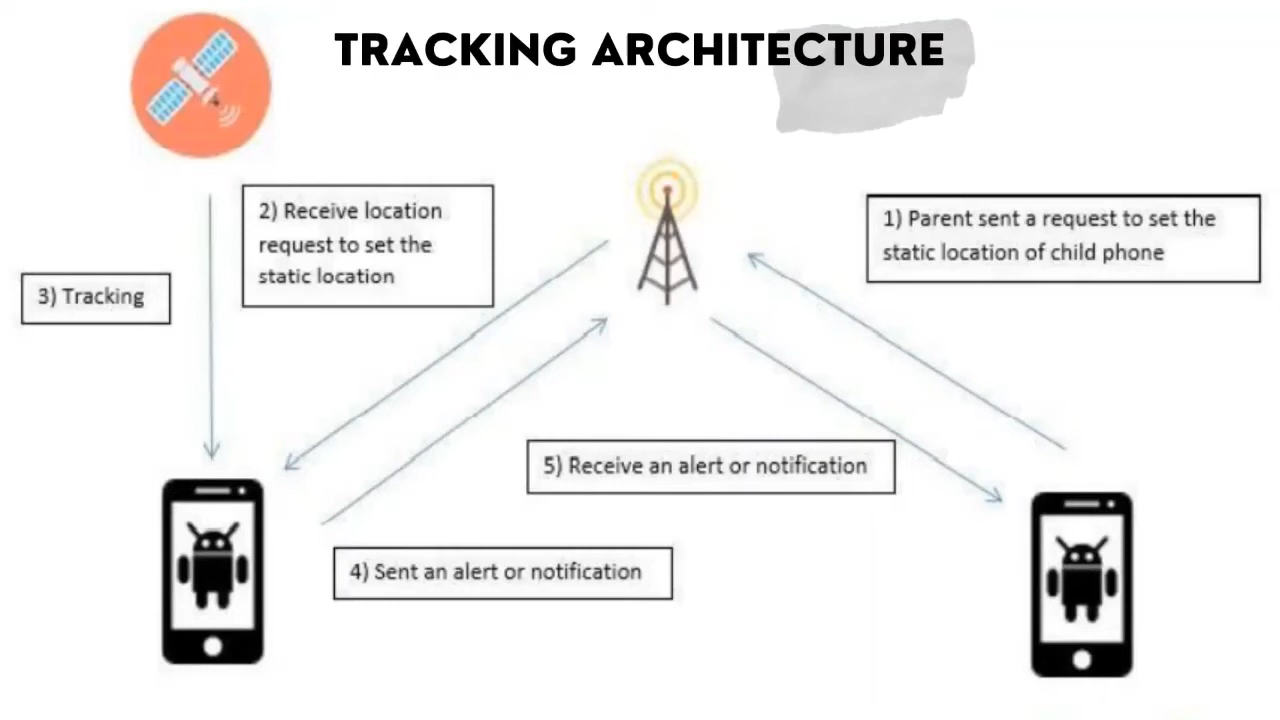 TRACKING ARCHITECTURE
2) Receive location
request to set the
static location
1) Parent sent a request to set the
static location of child phone
3) Tracking
5) Receive an alert or notification
4) Sent an alert or notification